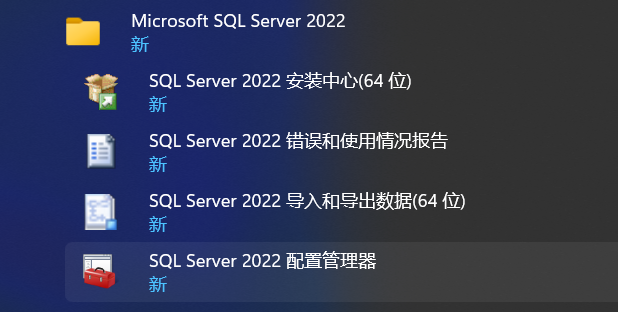 Microsoft SQL Server 2022
新
SQL Server 2022 安装中心(64 位)
新
SQL Server 2022 错误和使用情况报告
新
SQL Server 2022 导入和导出数据(64 位)
新
SQL Server 2022 配置管理器
新